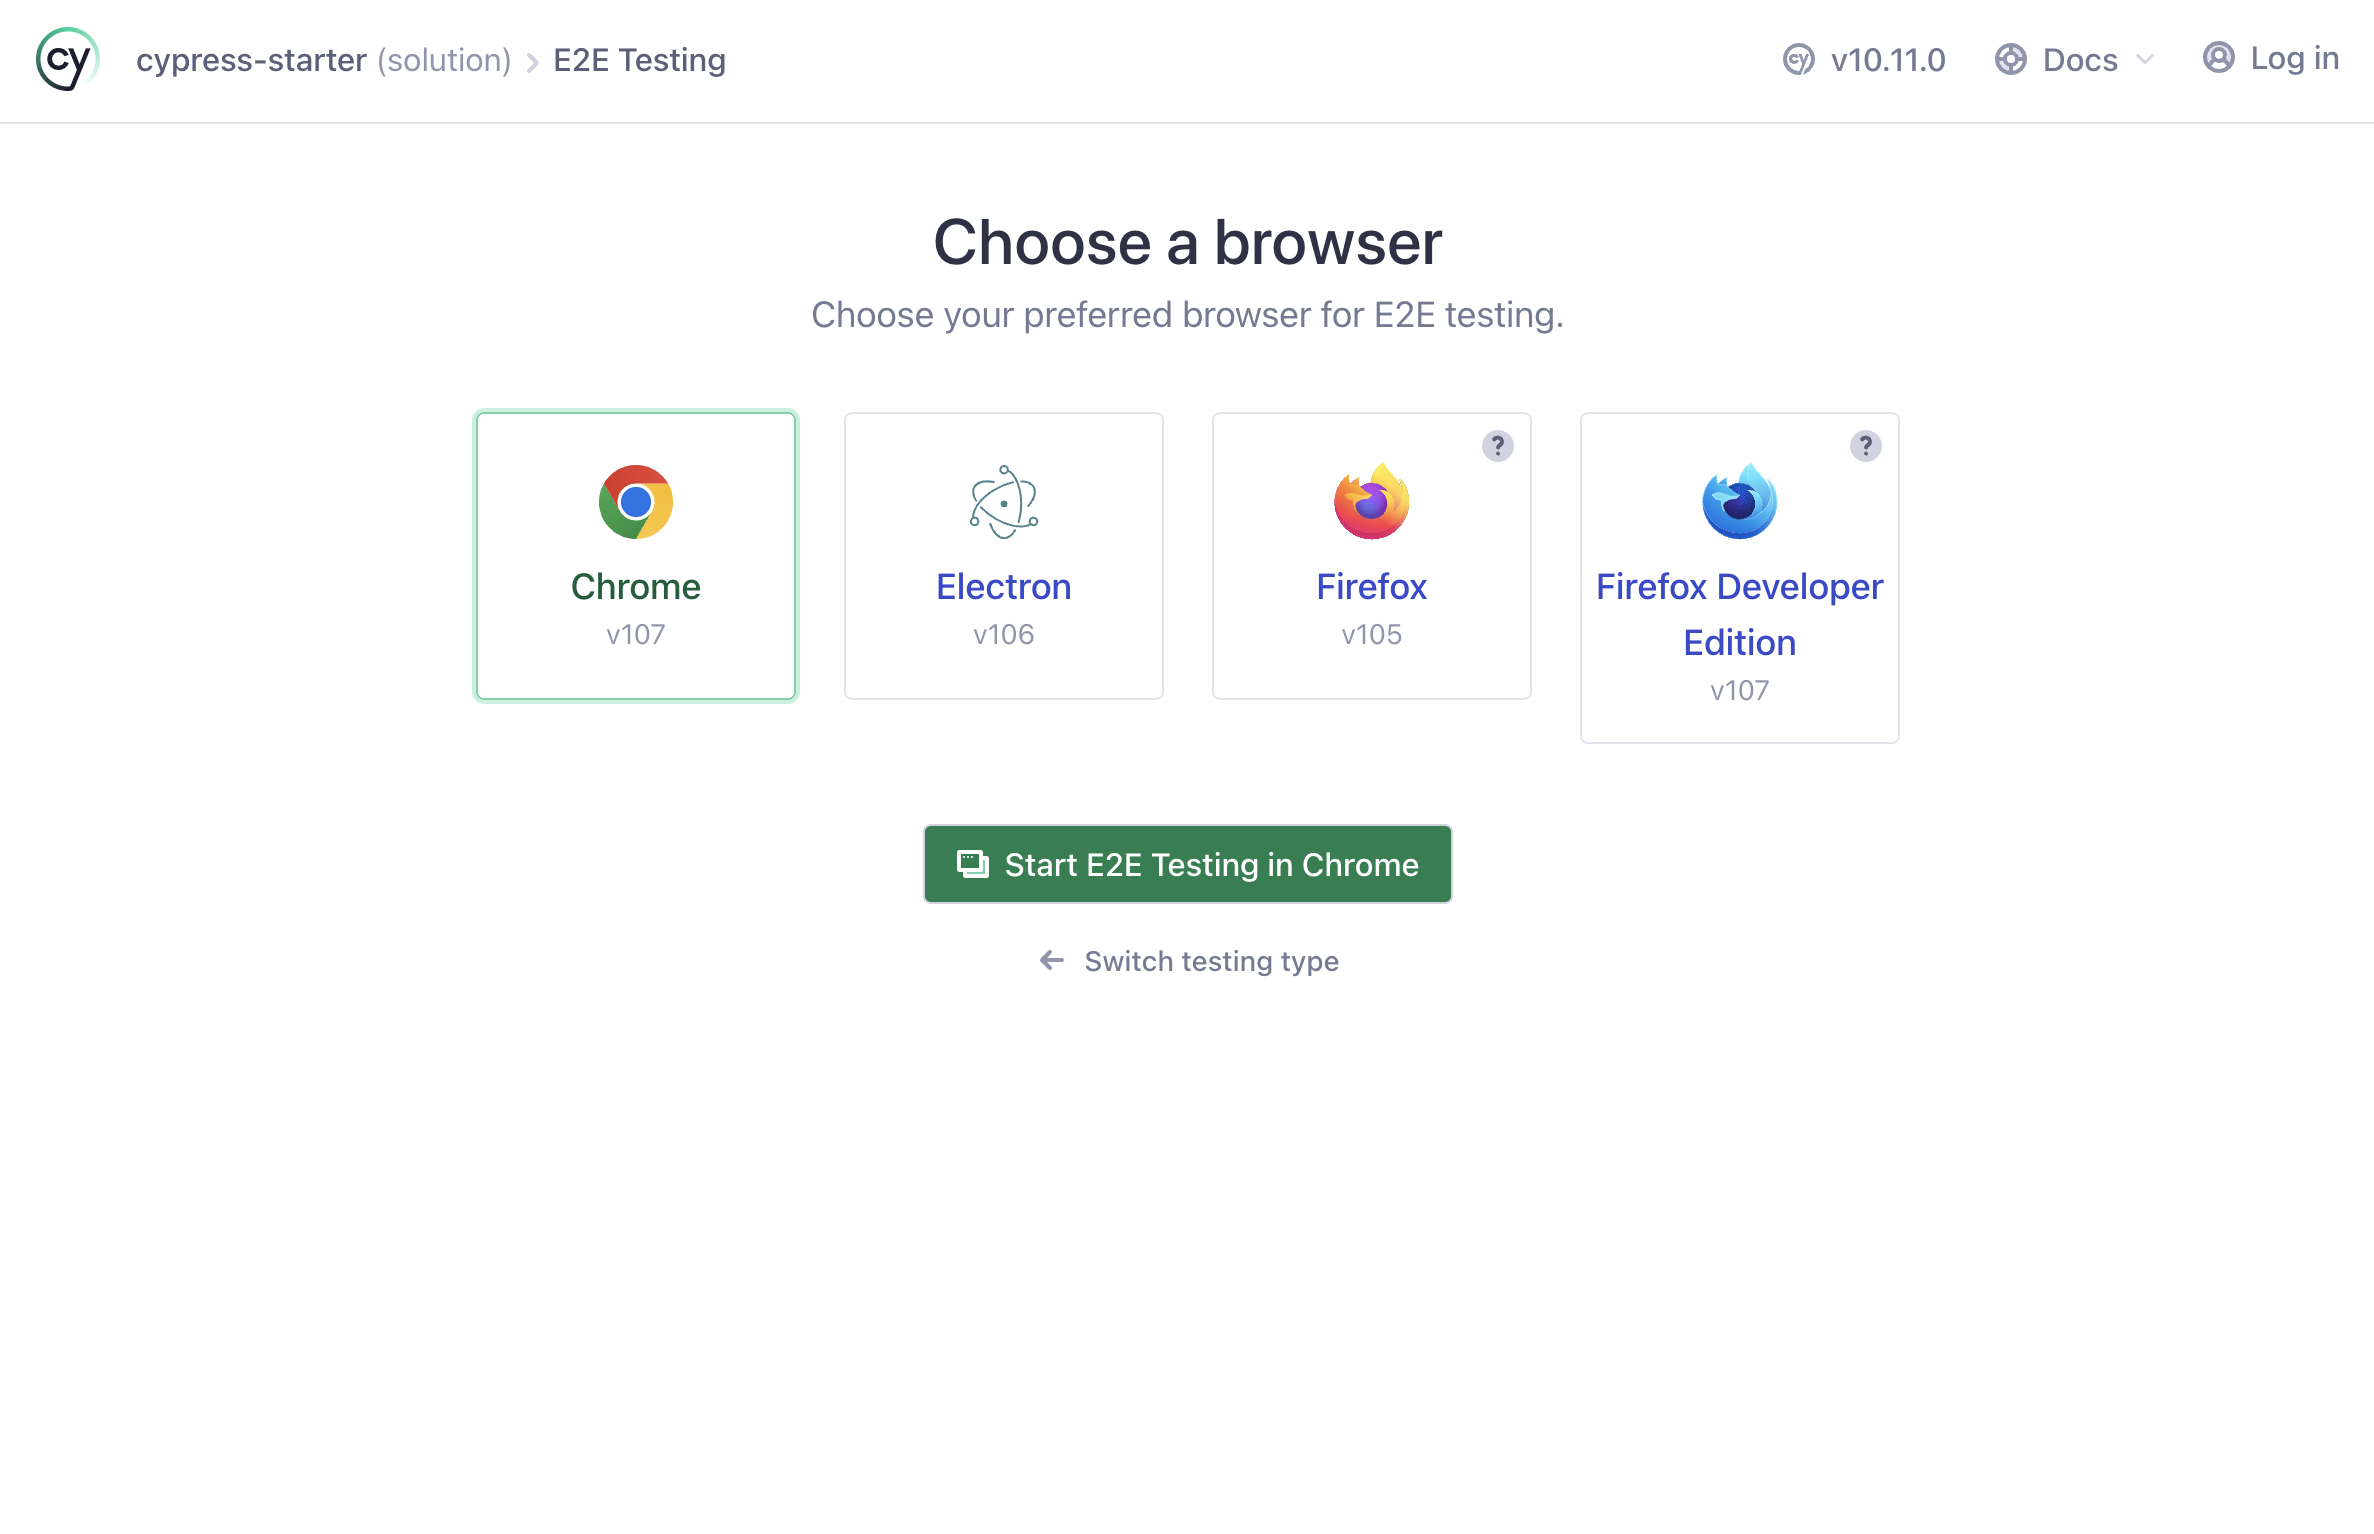 cy cypress-starter (solution) > E2E Testing cy v10.11.0 Docs Log in
Choose a browser
Choose your preferred browser for E2E testing.
? ?
Chrome Electron Firefox Firefox Developer
Edition
v107 v106 v105 v107
Start E2E Testing in Chrome
← Switch testing type